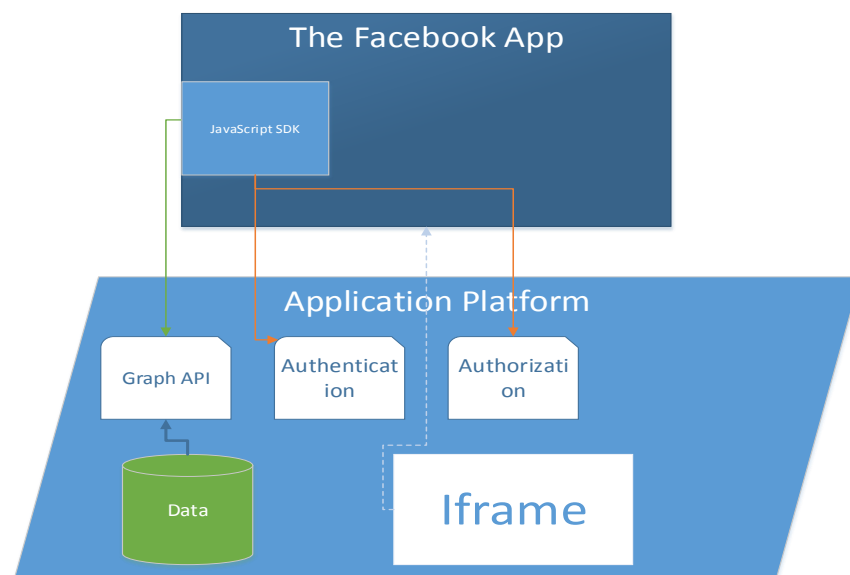 The Facebook App
JavaScript SDK
Application Platform
Graph API
Authenticat
ion
Authorizati
on
Data
Iframe